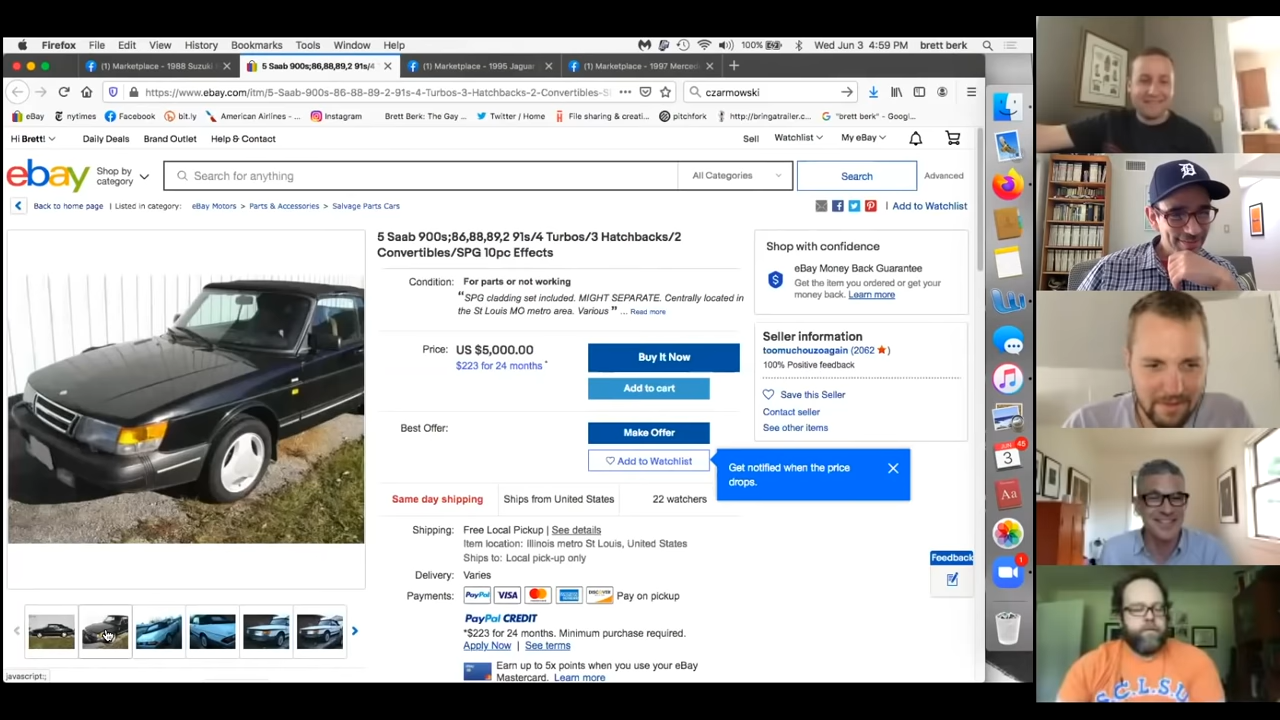 Firefox File Edit View History Bookmarks Tools Window Help 100% Wed Jun 3 4:59 PM brett berk
(1) Marketplace - 1988 Suzuki
5 Saab 900s;86,88,89,2 91s/4
(1) Marketplace - 1995 Jaguar
(1) Marketplace - 1997 Merced
https://www.ebay.com/itm/5-Saab-900s-86-88-89-2-91s-4-Turbos-3-Hatchbacks-2-Convertibles-S
czarmowski
eBay nytimes Facebook bit.ly American Airlines - ... Instagram Brett Berk: The Gay ... Twitter / Home File sharing & creati... pitchfork http://bringatrailer.c... "brett berk" - Googl...
Hi Brett! Daily Deals Brand Outlet Help & Contact Sell Watchlist My eBay
ebay
Shop by
category
Search for anything All Categories Search Advanced
Back to home page | Listed in category: eBay Motors > Parts & Accessories > Salvage Parts Cars
| Add to Watchlist
5 Saab 900s;86,88,89,2 91s/4 Turbos/3 Hatchbacks/2
Convertibles/SPG 10pc Effects
Condition: For parts or not working
“SPG cladding set included. MIGHT SEPARATE. Centrally located in
the St Louis MO metro area. Various ” ... Read more
Price: US $5,000.00
$223 for 24 months *
Buy It Now
Add to cart
Best Offer:
Make Offer
Add to Watchlist
Get notified when the price
drops.
Same day shipping Ships from United States 22 watchers
Shipping: Free Local Pickup | See details
Item location: Illinois metro St Louis, United States
Ships to: Local pick-up only
Delivery: Varies
Payments: PayPal VISA Pay on pickup
PayPal CREDIT
*$223 for 24 months. Minimum purchase required.
Apply Now | See terms
Earn up to 5x points when you use your eBay
Mastercard. Learn more
Shop with confidence
eBay Money Back Guarantee
Get the item you ordered or get your
money back. Learn more
Seller information
toomuchouzoagain (2062 ★)
100% Positive feedback
Save this Seller
Contact seller
See other items
Feedback
javascript:;
45
3
Aa
1
D
S.C.L.S.U